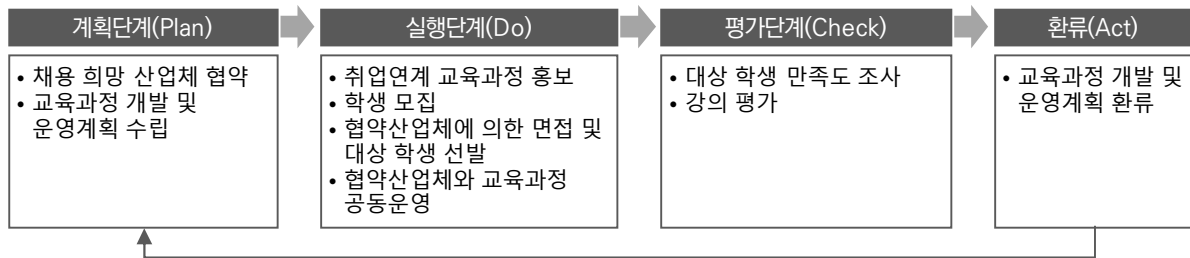 계획단계(Plan)
• 채용 희망 산업체 협약
• 교육과정 개발 및
운영계획 수립
실행단계(Do)
• 취업연계 교육과정 홍보
• 학생 모집
• 협약산업체에 의한 면접 및
대상 학생 선발
• 협약산업체와 교육과정
공동운영
평가단계(Check)
• 대상 학생 만족도 조사
• 강의 평가
환류(Act)
• 교육과정 개발 및
운영계획 환류